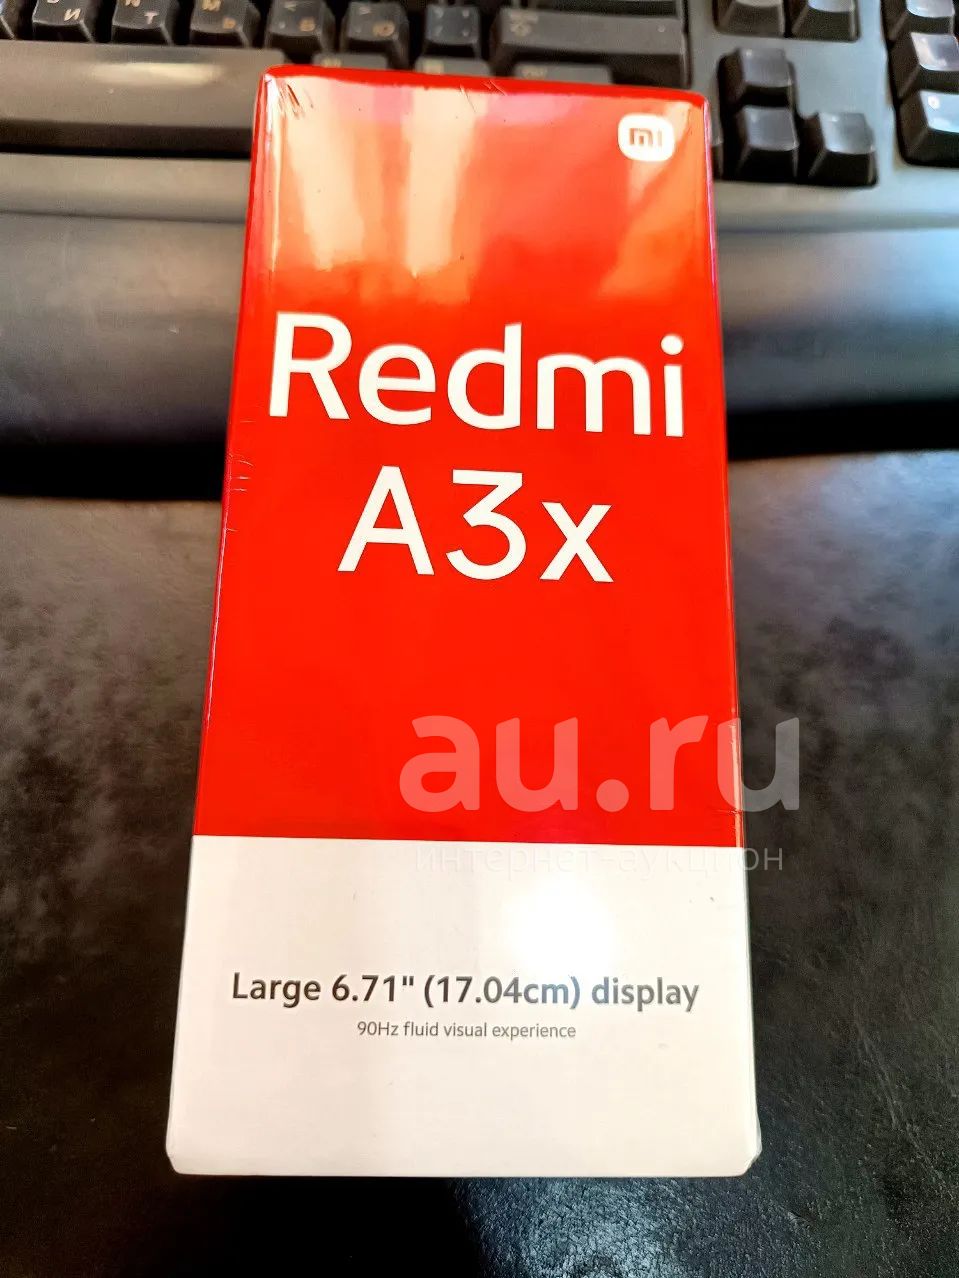 mi
Redmi
A3x
au.ru
интернет-аукцион
Large 6.71" (17.04cm) display
90Hz fluid visual experience